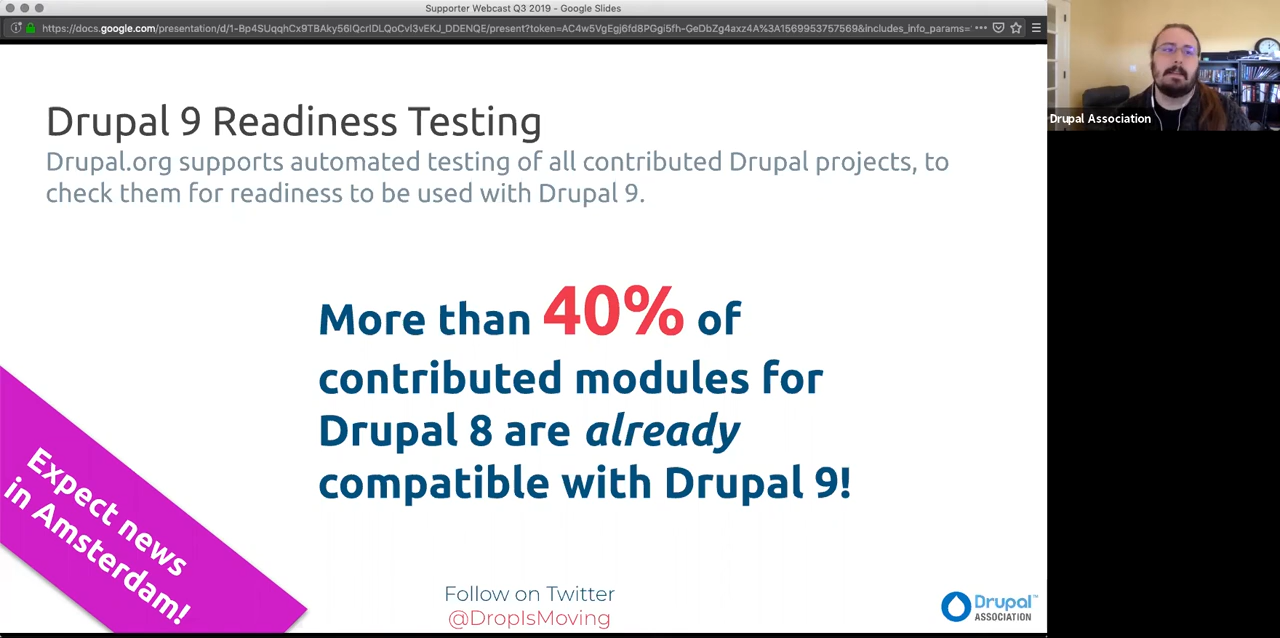 Supporter Webcast Q3 2019 - Google Slides
Drupal 9 Readiness Testing
Drupal.org supports automated testing of all contributed Drupal projects, to
check them for readiness to be used with Drupal 9.
More than 40% of
contributed modules for
Drupal 8 are already
compatible with Drupal 9!
Expect news
in Amsterdam!
Follow on Twitter
@DropIsMoving
Drupal™
ASSOCIATION
Drupal Association